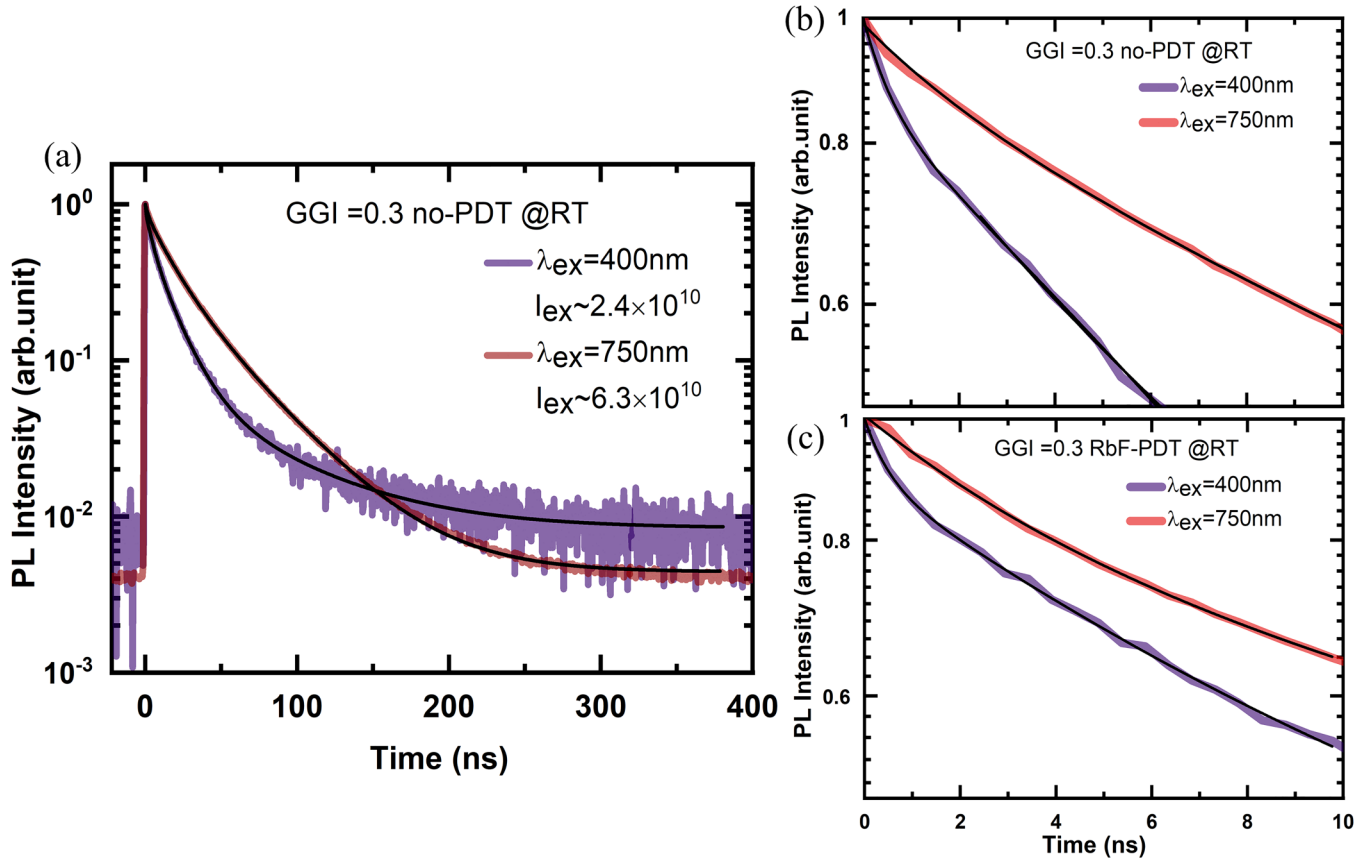 (a)
PL Intensity (arb.unit)
10⁰
10⁻¹
10⁻²
10⁻³
GGI =0.3 no-PDT @RT
λex=400nm
Iex~2.4×10¹⁰
λex=750nm
Iex~6.3×10¹⁰
0 100 200 300 400
Time (ns)
(b)
PL Intensity (arb.unit)
1
0.8
0.6
GGI =0.3 no-PDT @RT
λex=400nm
λex=750nm
(c)
PL Intensity (arb.unit)
1
0.8
0.6
GGI =0.3 RbF-PDT @RT
λex=400nm
λex=750nm
0 2 4 6 8 10
Time (ns)